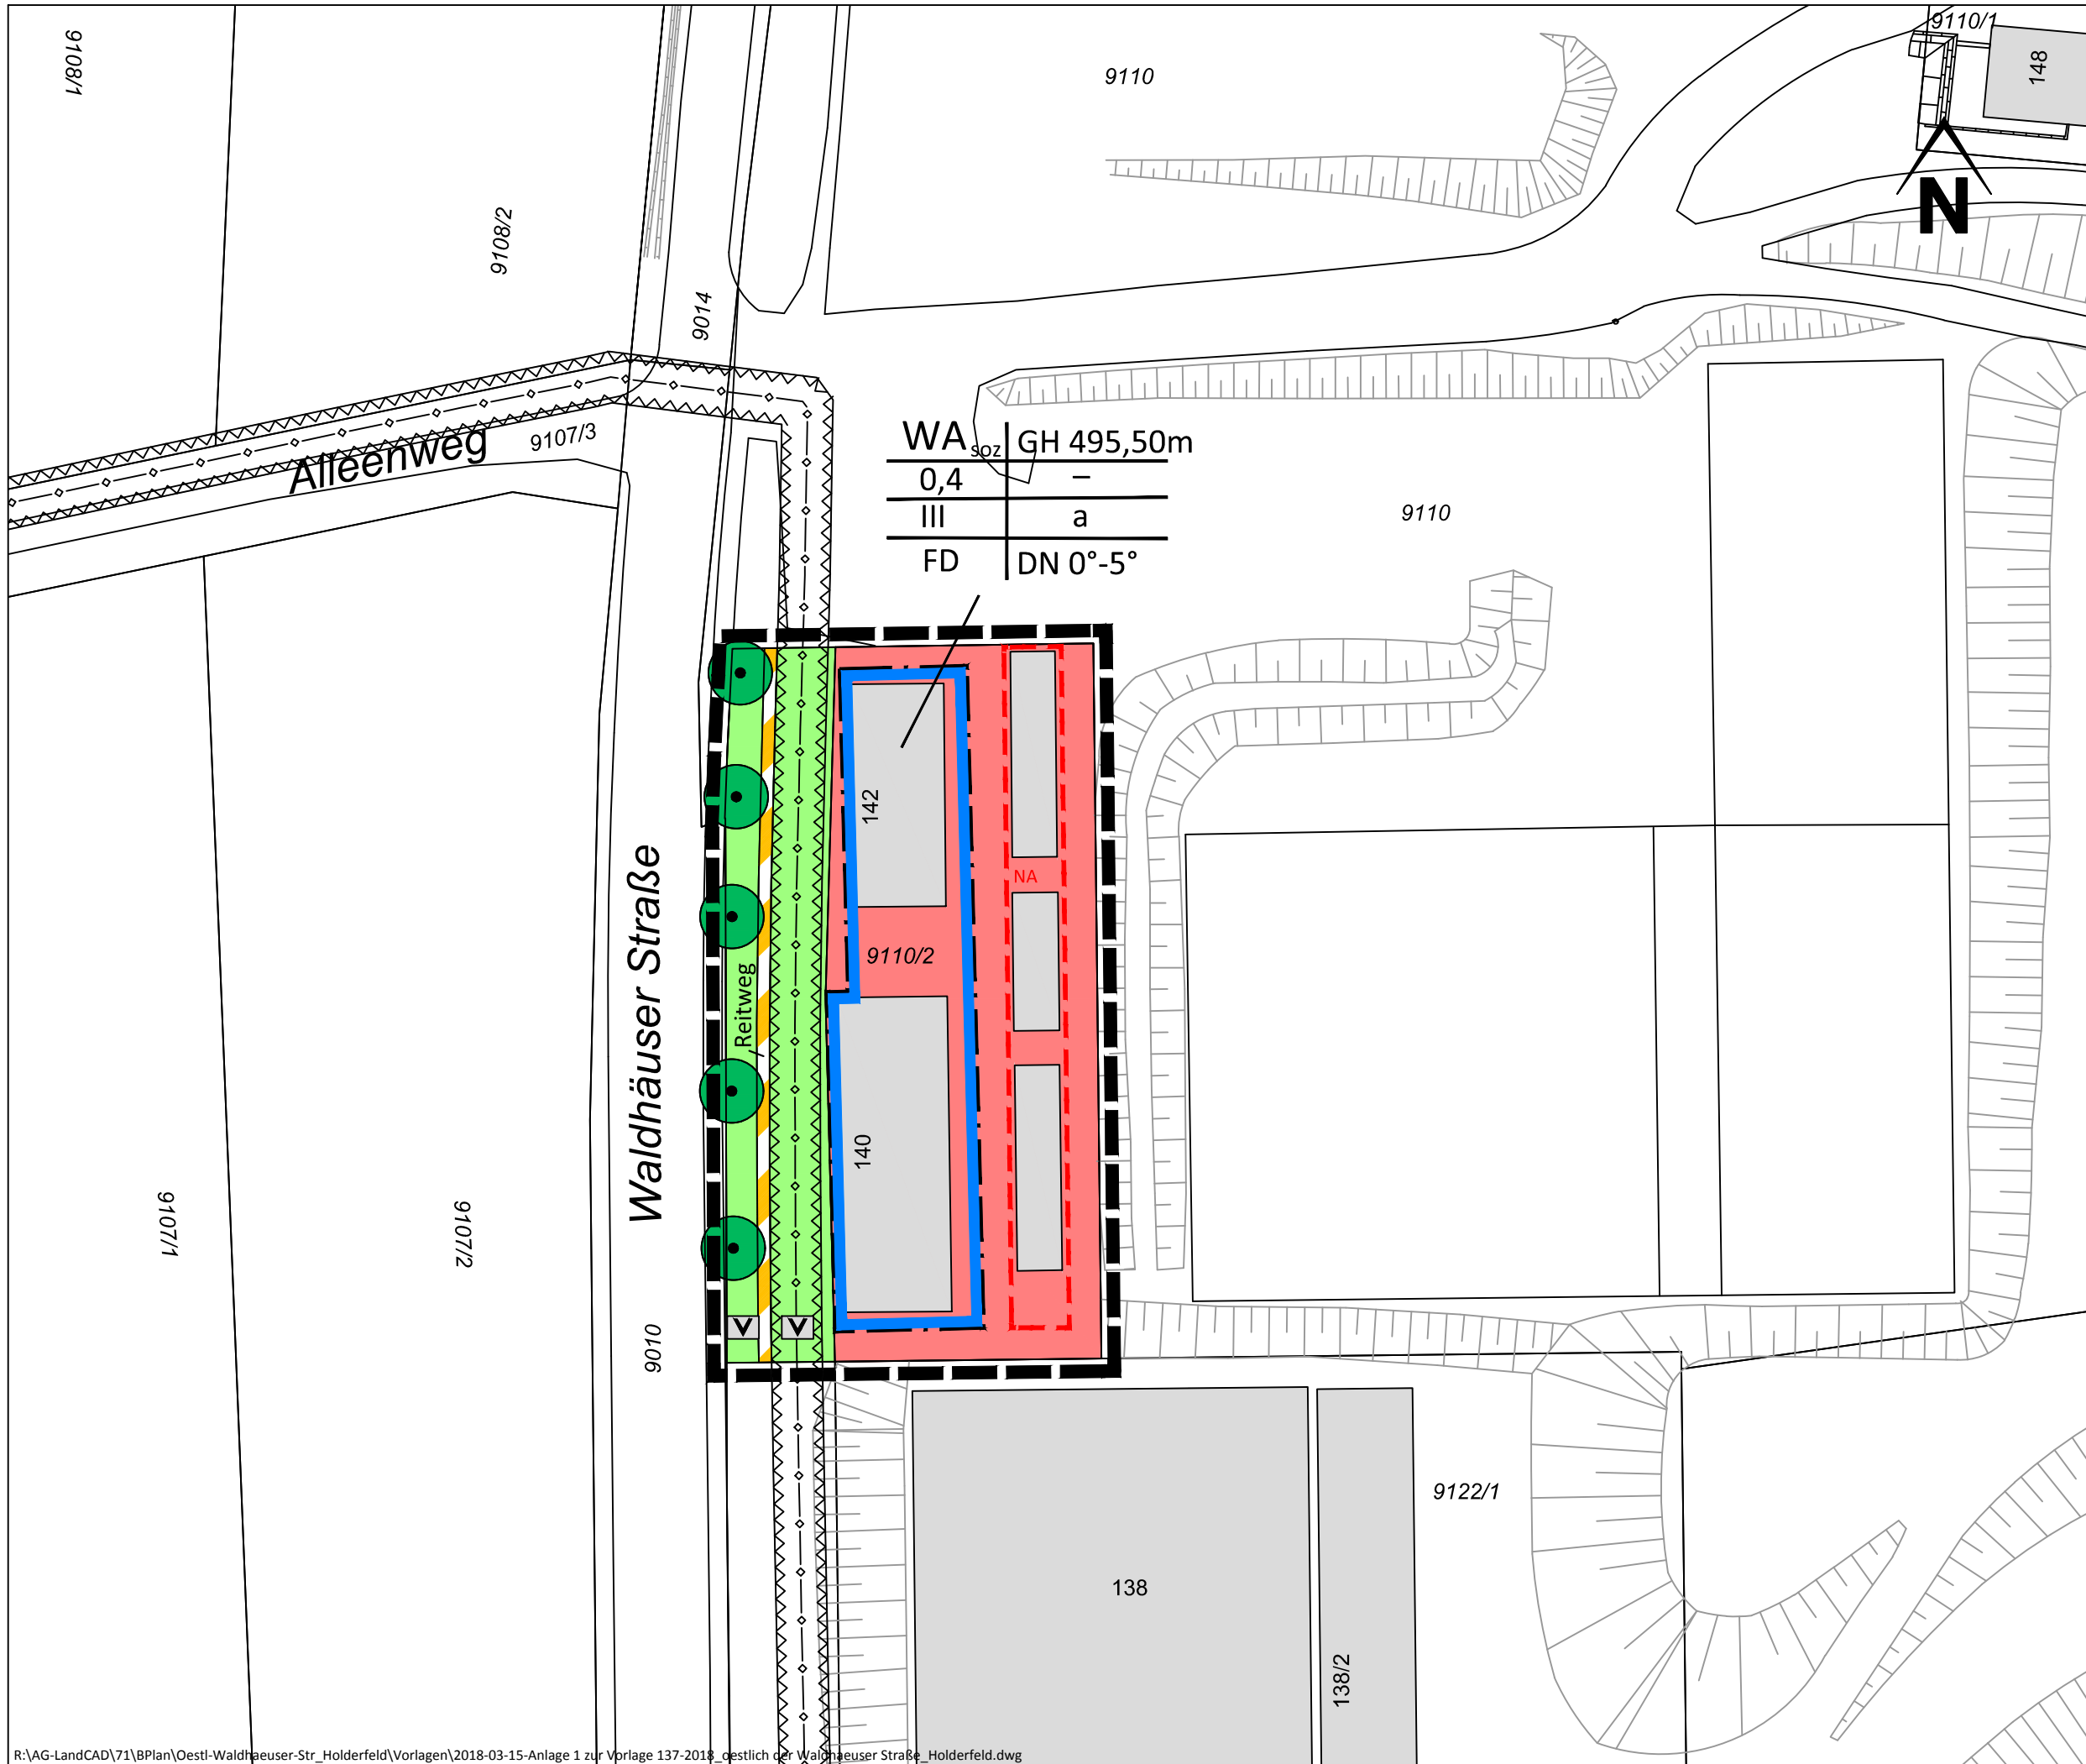 9108/1
9110
9110/1
148
N
9108/2
9014
Alleenweg
9107/3
WA soz GH 495,50m
0,4 –
III a
FD DN 0°-5°
9110
142
NA
Waldhäuser Straße
9110/2
Reitweg
140
9107/1
9107/2
9010
V V
9122/1
138
138/2
R:\AG-LandCAD\71\BPlan\Oestl-Waldhaeuser-Str_Holderfeld\Vorlagen\2018-03-15-Anlage 1 zur Vorlage 137-2018_oestlich der Waldhaeuser Straße_Holderfeld.dwg